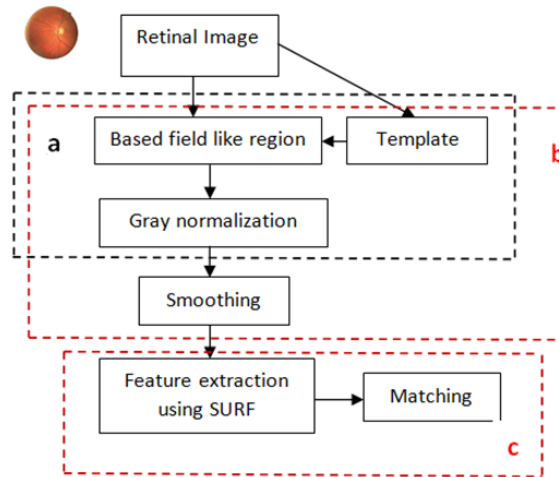 Retinal Image
a
Based field like region
Template
b
Gray normalization
Smoothing
Feature extraction
using SURF
Matching
c